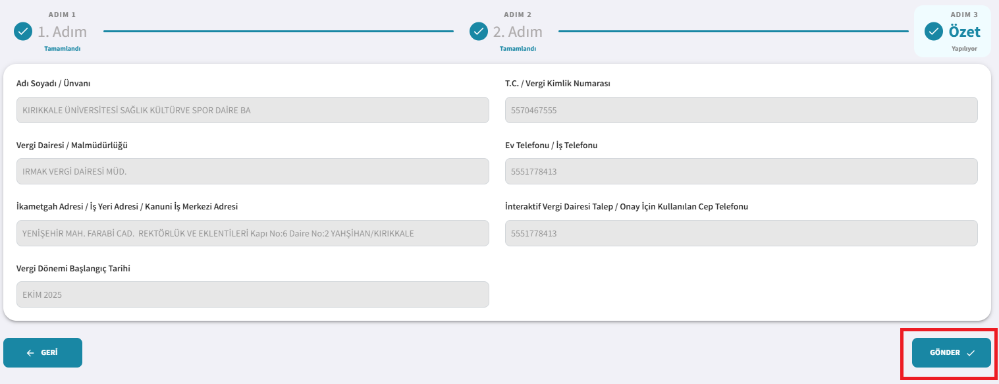 ADIM 1
1. Adım
Tamamlandı
ADIM 2
2. Adım
Tamamlandı
ADIM 3
Özet
Yapılıyor
Adı Soyadı / Ünvanı
KIRIKKALE ÜNİVERSİTESİ SAĞLIK KÜLTÜRVE SPOR DAİRE BA
T.C. / Vergi Kimlik Numarası
5570467555
Vergi Dairesi / Malmüdürlüğü
IRMAK VERGİ DAİRESİ MÜD.
Ev Telefonu / İş Telefonu
5551778413
İkametgah Adresi / İş Yeri Adresi / Kanuni İş Merkezi Adresi
YENİŞEHİR MAH. FARABİ CAD.  REKTÖRLÜK VE EKLENTİLERİ Kapı No:6 Daire No:2 YAHŞİHAN/KIRIKKALE
İnteraktif Vergi Dairesi Talep / Onay İçin Kullanılan Cep Telefonu
5551778413
Vergi Dönemi Başlangıç Tarihi
EKİM 2025
GERİ
GÖNDER